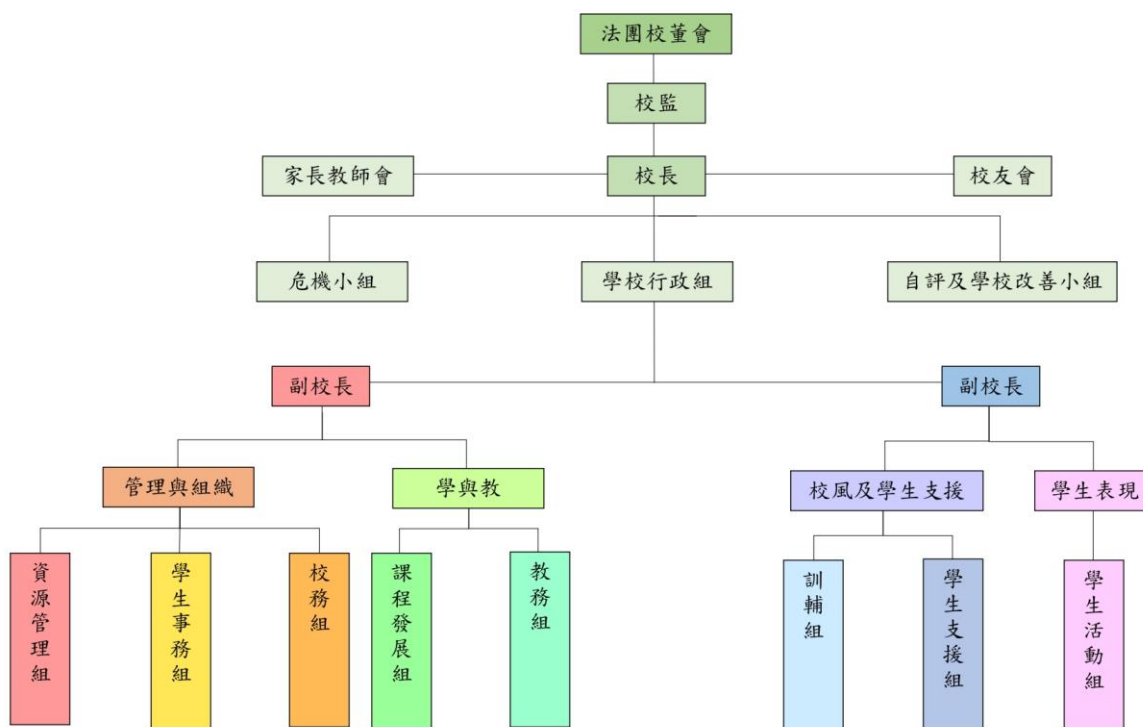 法團校董會
校監
家長教師會
校長
校友會
危機小組
學校行政組
自評及學校改善小組
副校長
副校長
管理與組織
學與教
校風及學生支援
學生表現
資源管理組
學生事務組
校務組
課程發展組
教務組
訓輔組
學生支援組
學生活動組